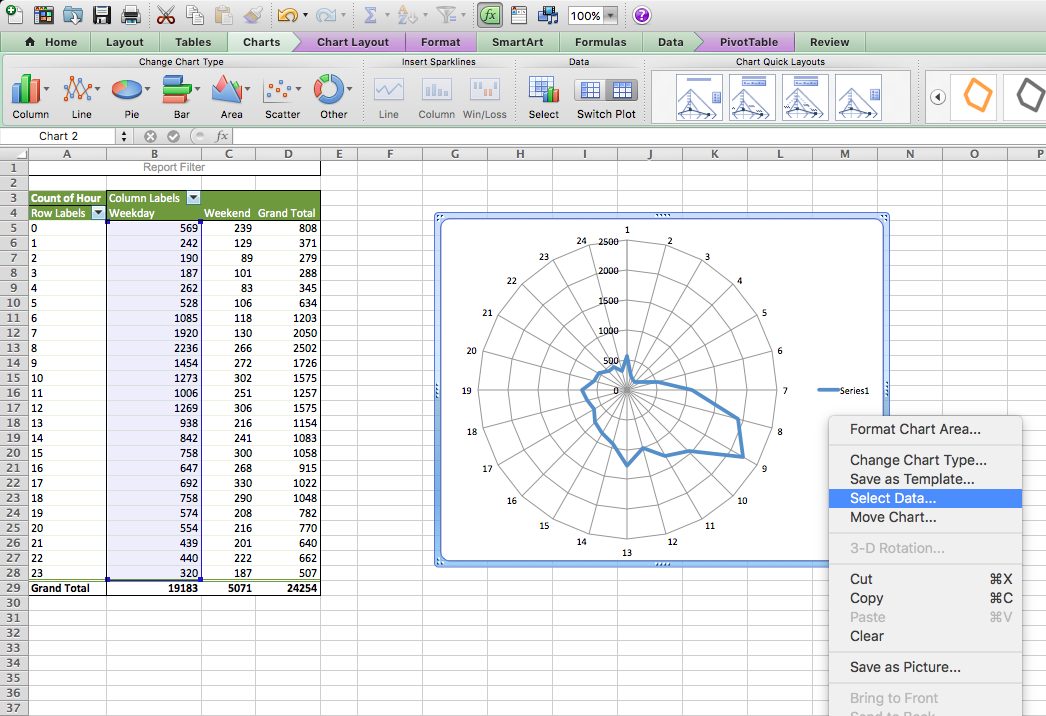 100%
Home Layout Tables Charts Chart Layout Format SmartArt Formulas Data PivotTable Review
Change Chart Type Insert Sparklines Data Chart Quick Layouts
Column Line Pie Bar Area Scatter Other Line Column Win/Loss Select Switch Plot
Chart 2 fx
A B C D E F G H I J K L M N O P
1 Report Filter
2
3 Count of Hour Column Labels
4 Row Labels Weekday Weekend Grand Total
5 0 569 239 808
6 1 242 129 371
7 2 190 89 279
8 3 187 101 288
9 4 262 83 345
10 5 528 106 634
11 6 1085 118 1203
12 7 1920 130 2050
13 8 2236 266 2502
14 9 1454 272 1726
15 10 1273 302 1575
16 11 1006 251 1257
17 12 1269 306 1575
18 13 938 216 1154
19 14 842 241 1083
20 15 758 300 1058
21 16 647 268 915
22 17 692 330 1022
23 18 758 290 1048
24 19 574 208 782
25 20 554 216 770
26 21 439 201 640
27 22 440 222 662
28 23 320 187 507
29 Grand Total 19183 5071 24254
30
31
32
33
34
35
36
37
1
2
3
4
5
6
7
8
9
10
11
12
13
14
15
16
17
18
19
20
21
22
23
24
2500
2000
1500
1000
500
0
Series1
Format Chart Area...
Change Chart Type...
Save as Template...
Select Data...
Move Chart...
3-D Rotation...
Cut ⌘X
Copy ⌘C
Paste ⌘V
Clear
Save as Picture...
Bring to Front
Send to Back